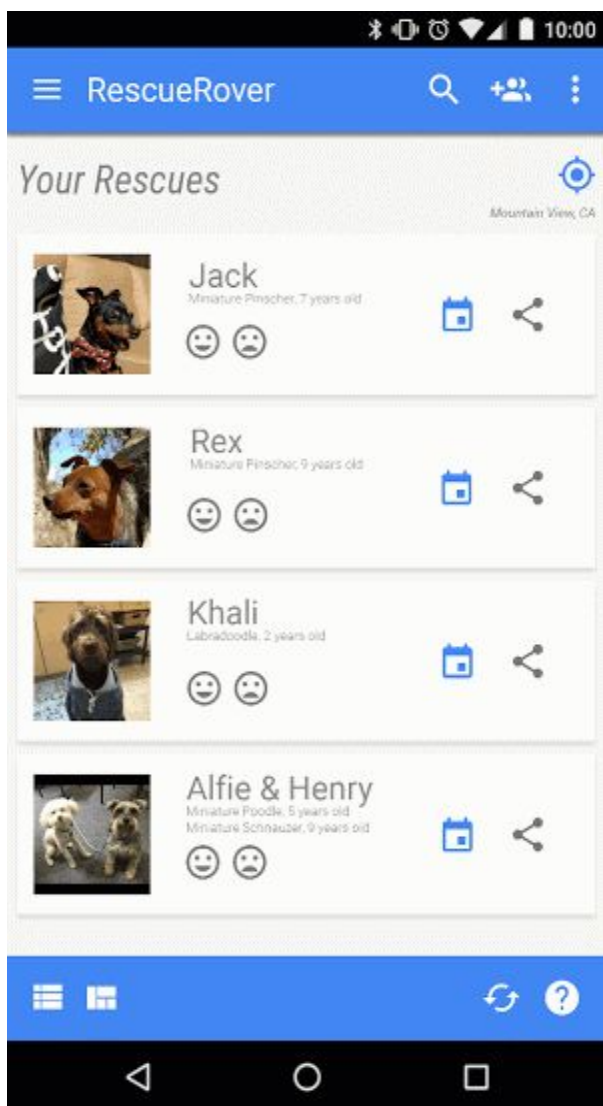 10:00
RescueRover
Your Rescues
Mountain View, CA
Jack
Miniature Pinscher, 7 years old
Rex
Miniature Pinscher, 9 years old
Khali
Labradoodle, 2 years old
Alfie & Henry
Miniature Poodle, 5 years old
Miniature Schnauzer, 9 years old